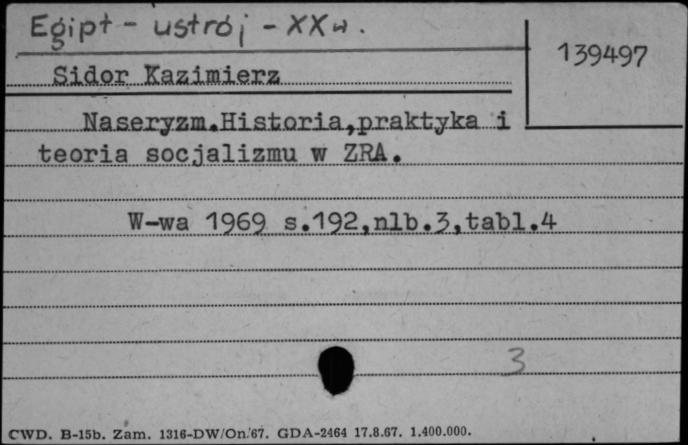 Egipt - ustrój - XX w.
139497
Sidor Kazimierz
Naseryzm.Historia,praktyka i
teoria socjalizmu w ZRA.
W-wa 1969 s.192,nlb.3,tabl.4
3
CWD. B-15b. Zam. 1316-DW/On.'67. GDA-2464 17.8.67. 1.400.000.